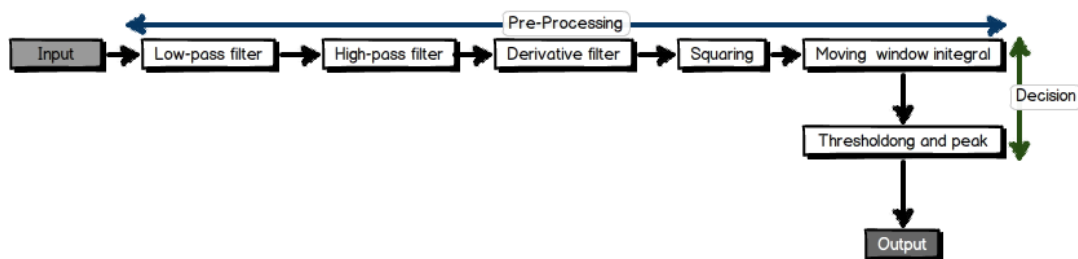 Pre-Processing
Input
Low-pass filter
High-pass filter
Derivative filter
Squaring
Moving window initegral
Decision
Thresholdong and peak
Output